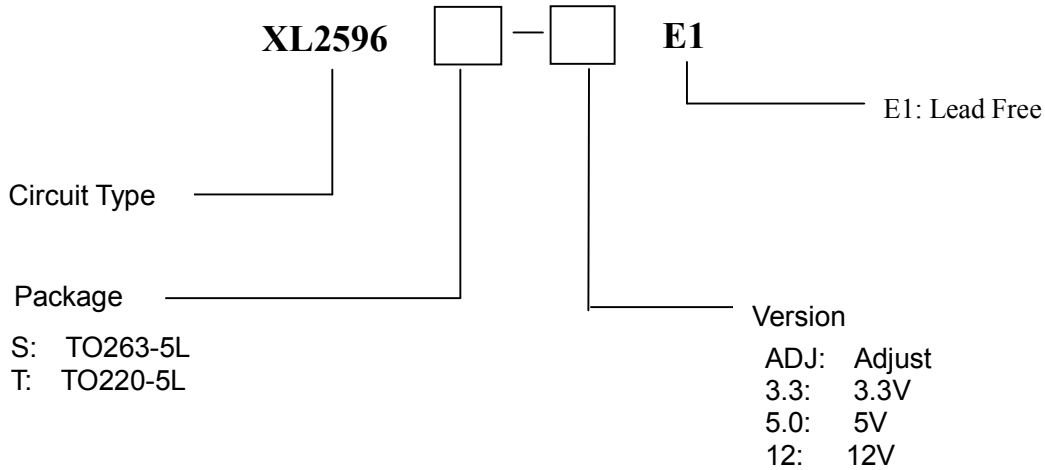 XL2596 – E1
E1: Lead Free
Circuit Type
Package
S: TO263-5L
T: TO220-5L
Version
ADJ: Adjust
3.3: 3.3V
5.0: 5V
12: 12V